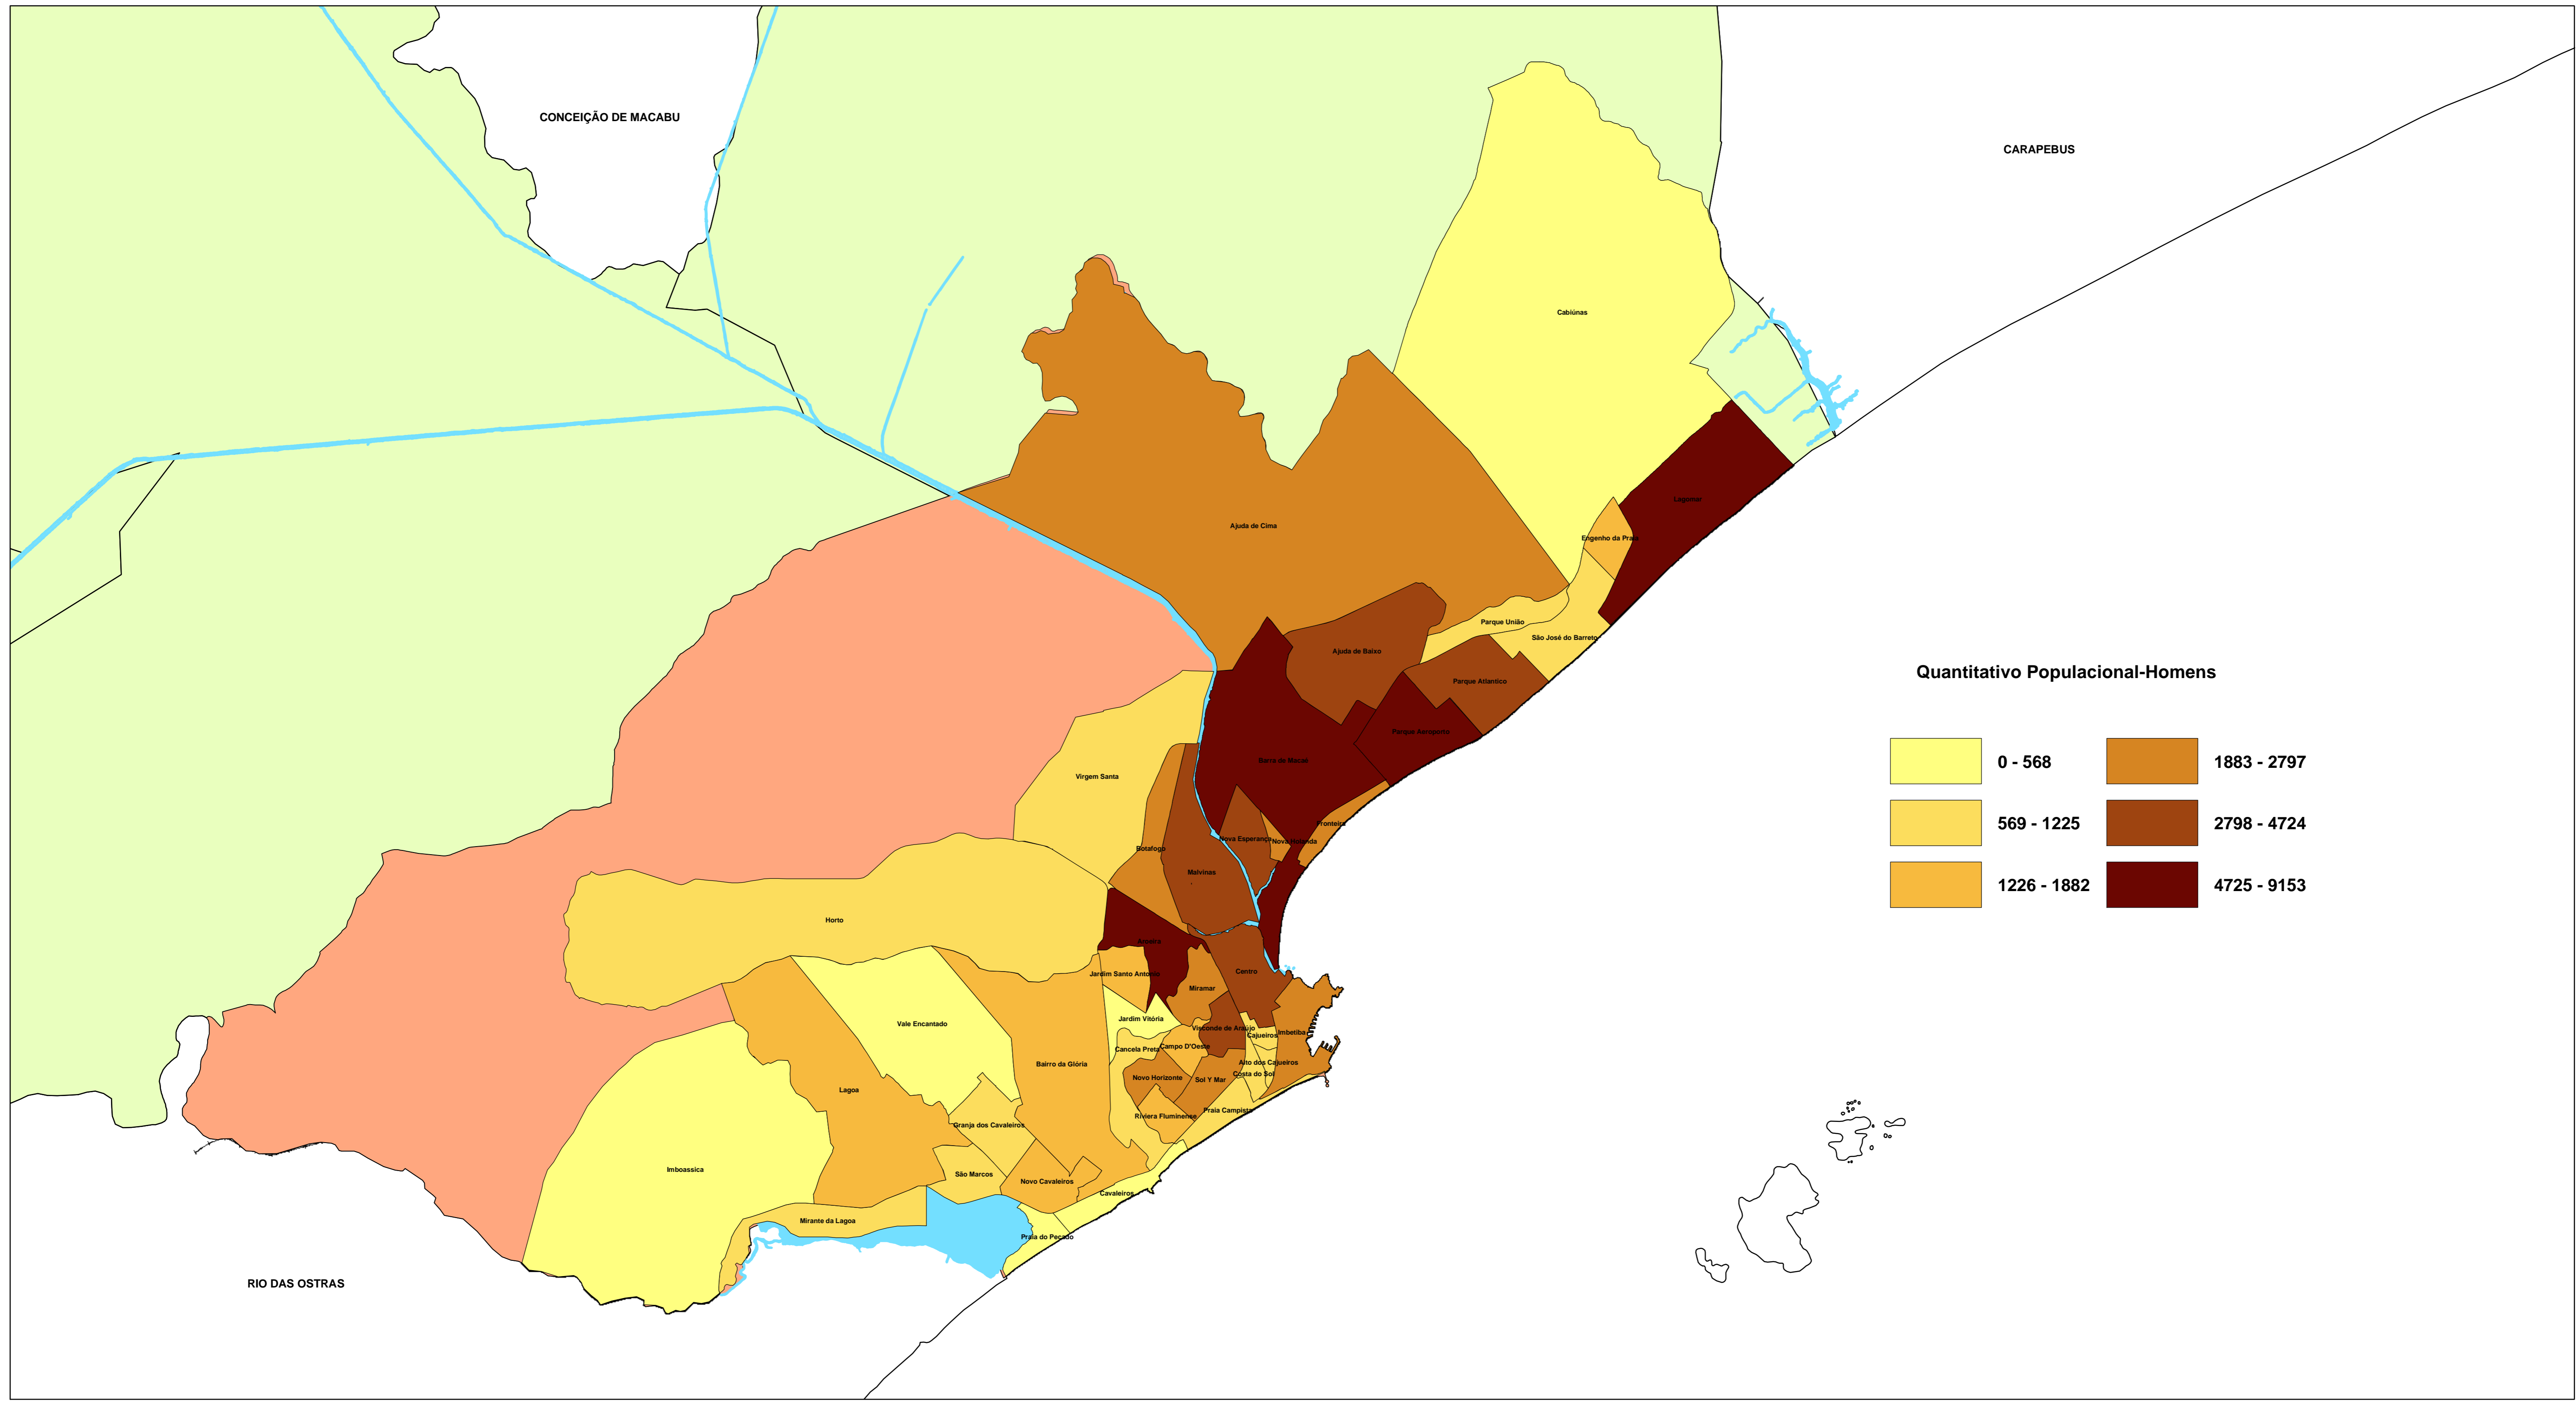 CONCEIÇÃO DE MACABU
CARAPEBUS
Cabiúnas
Lagomar
Ajuda de Cima
Engenho da Praia
Parque União
São José do Barreto
Ajuda de Baixo
Parque Atlantico
Quantitativo Populacional-Homens
Parque Aeroporto
Barra de Macaé
0 - 568
1883 - 2797
Virgem Santa
Fronteira
569 - 1225
2798 - 4724
Nova Esperança
Nova Holanda
Botafogo
Malvinas
1226 - 1882
4725 - 9153
Horto
Aroeira
Centro
Jardim Santo Antonio
Miramar
Jardim Vitória
Vale Encantado
Visconde de Araújo
Imbetiba
Cajueiros
Campo D'Oeste
Cancela Preta
Bairro da Glória
Alto dos Cajueiros
Costa do Sol
Novo Horizonte
Sol Y Mar
Lagoa
Praia Campista
Riviera Fluminense
Granja dos Cavaleiros
Imboassica
São Marcos
Novo Cavaleiros
Cavaleiros
Mirante da Lagoa
Praia do Pecado
RIO DAS OSTRAS